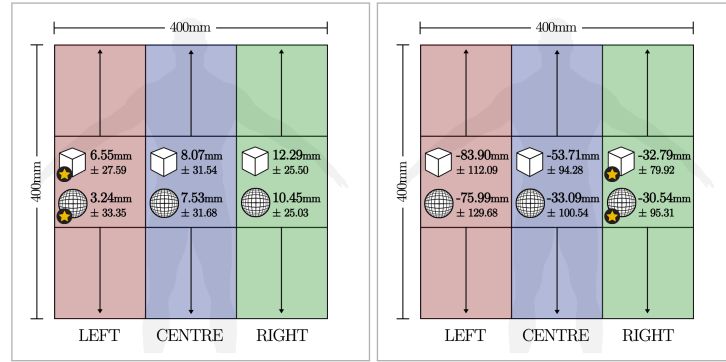 400mm
400mm
6.55mm
± 27.59
8.07mm
± 31.54
12.29mm
± 25.50
3.24mm
± 33.35
7.53mm
± 31.68
10.45mm
± 25.03
LEFT CENTRE RIGHT
400mm
400mm
-83.90mm
± 112.09
-53.71mm
± 94.28
-32.79mm
± 79.92
-75.99mm
± 129.68
-33.09mm
± 100.54
-30.54mm
± 95.31
LEFT CENTRE RIGHT